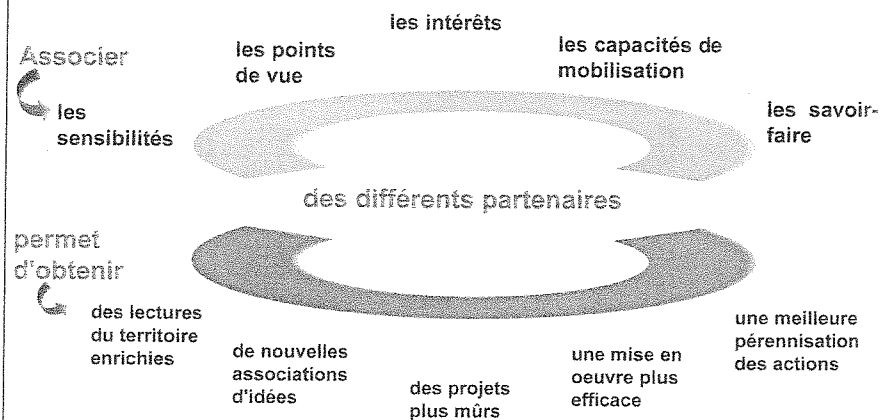 Associer
les
sensibilités
les points
de vue
les intérêts
les capacités de
mobilisation
les savoir-
faire
des différents partenaires
permet
d'obtenir
des lectures
du territoire
enrichies
de nouvelles
associations
d'idées
des projets
plus mûrs
une mise en
oeuvre plus
efficace
une meilleure
pérennisation
des actions